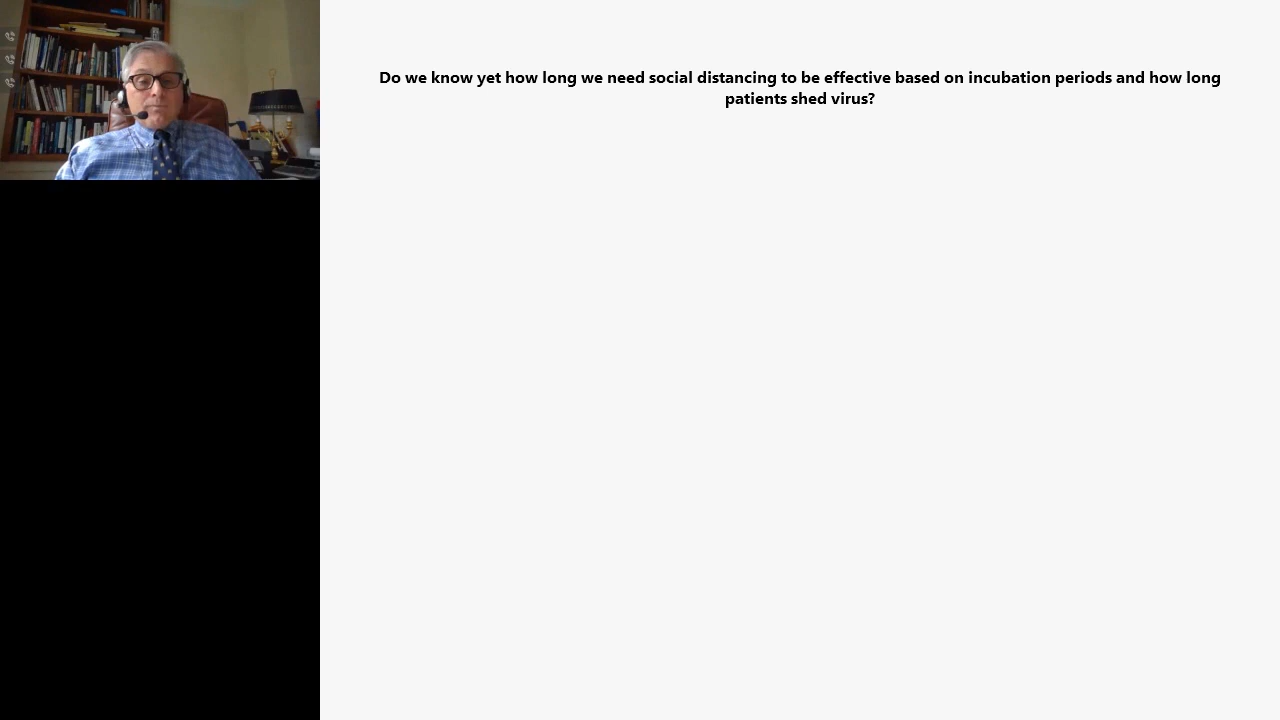 Do we know yet how long we need social distancing to be effective based on incubation periods and how long
patients shed virus?